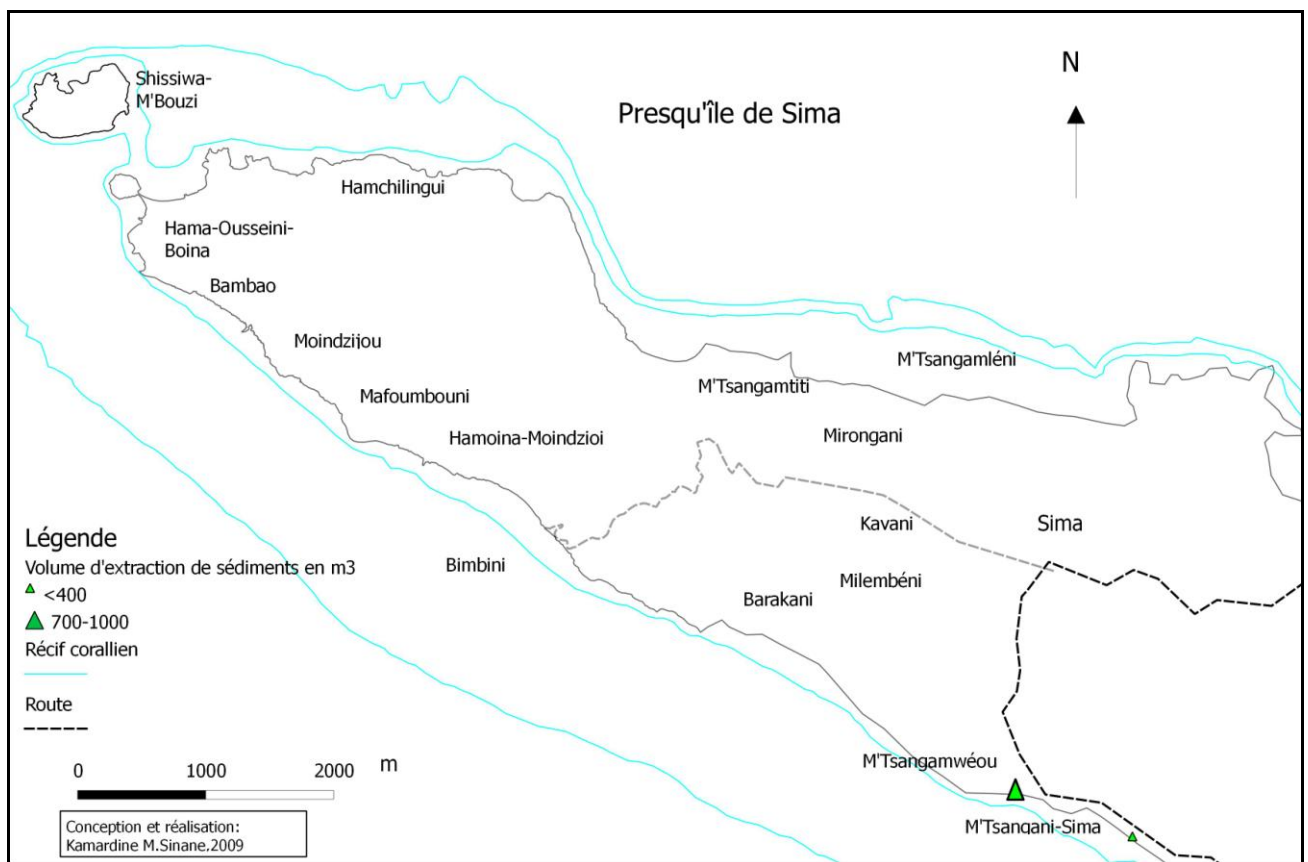 Shissiwa-
M'Bouzi
N
Presqu'île de Sima
Hamchilingui
Hama-Ousseini-
Boina
Bambao
Moindzijou
M'Tsangamléni
M'Tsangamtiti
Mafoumbouni
Mirongani
Hamoina-Moindzioi
Kavani
Sima
Bimbini
Milembéni
Barakani
Légende
Volume d'extraction de sédiments en m3
<400
700-1000
Récif corallien
Route
M'Tsangamwéou
M'Tsangani-Sima
0 1000 2000 m
Conception et réalisation:
Kamardine M.Sinane.2009